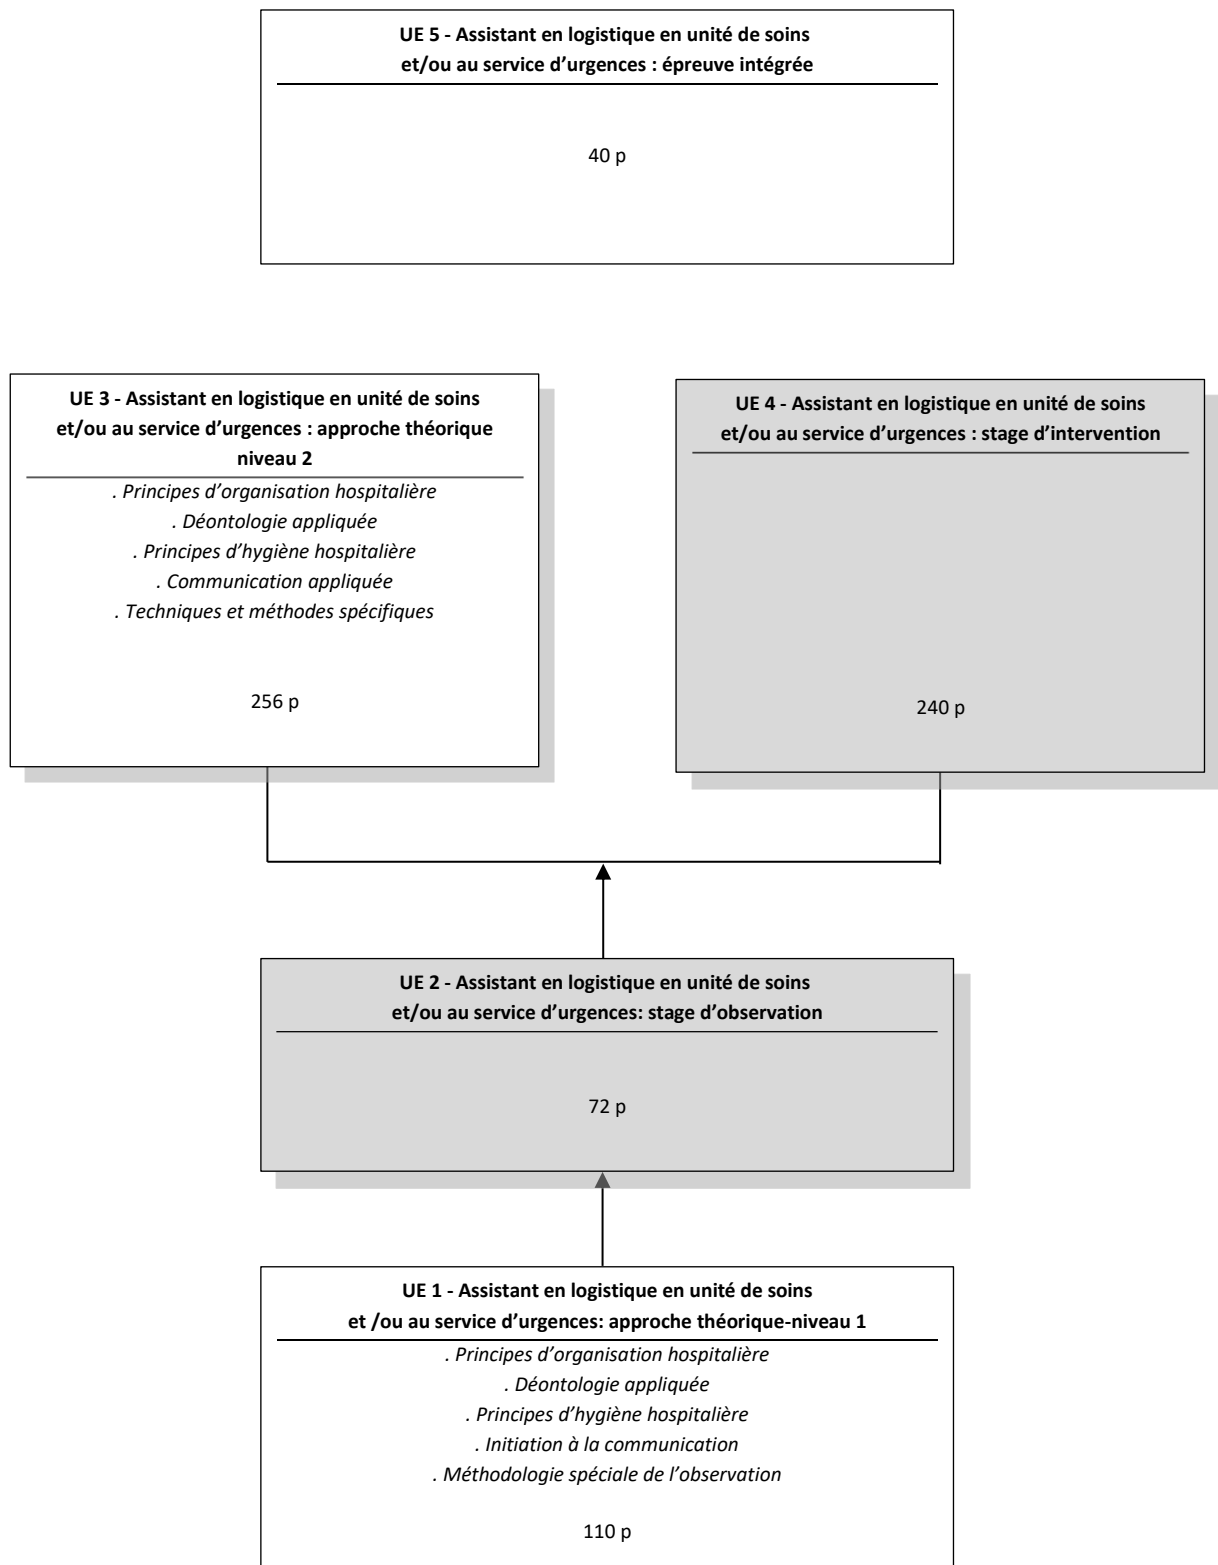 UE 5 - Assistant en logistique en unité de soins
et/ou au service d’urgences : épreuve intégrée
40 p
UE 3 - Assistant en logistique en unité de soins
et/ou au service d’urgences : approche théorique
niveau 2
. Principes d’organisation hospitalière
. Déontologie appliquée
. Principes d’hygiène hospitalière
. Communication appliquée
. Techniques et méthodes spécifiques
256 p
UE 4 - Assistant en logistique en unité de soins
et/ou au service d’urgences : stage d’intervention
240 p
UE 2 - Assistant en logistique en unité de soins
et/ou au service d’urgences: stage d’observation
72 p
UE 1 - Assistant en logistique en unité de soins
et /ou au service d’urgences: approche théorique-niveau 1
. Principes d’organisation hospitalière
. Déontologie appliquée
. Principes d’hygiène hospitalière
. Initiation à la communication
. Méthodologie spéciale de l’observation
110 p